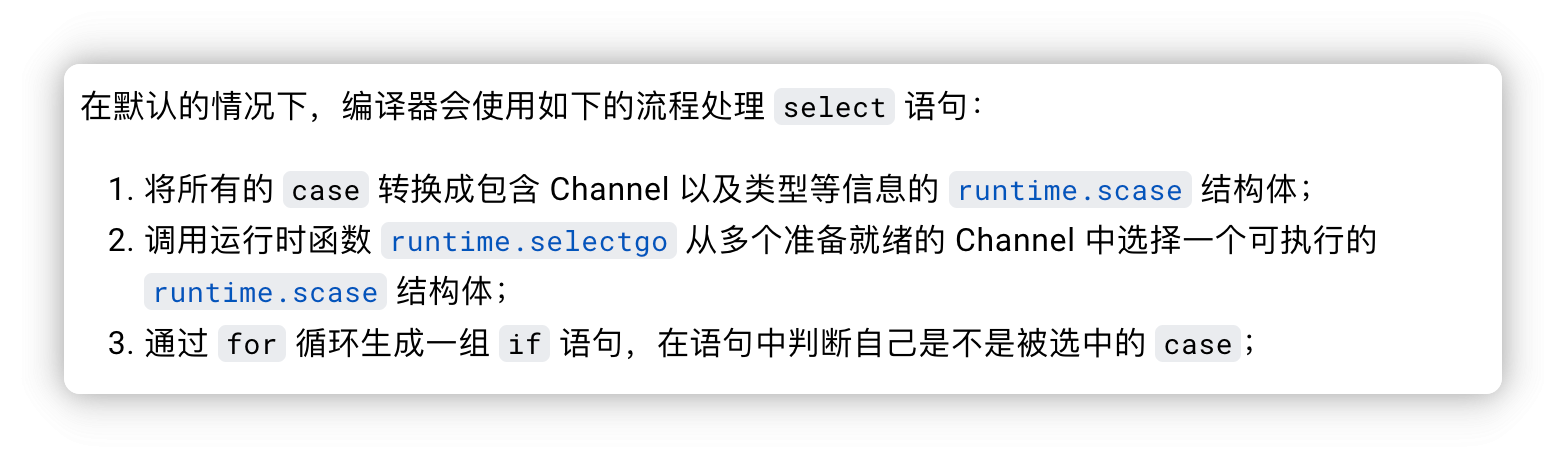 在默认的情况下，编译器会使用如下的流程处理 select 语句：
1. 将所有的 case 转换成包含 Channel 以及类型等信息的 runtime.scase 结构体；
2. 调用运行时函数 runtime.selectgo 从多个准备就绪的 Channel 中选择一个可执行的
runtime.scase 结构体；
3. 通过 for 循环生成一组 if 语句，在语句中判断自己是不是被选中的 case；